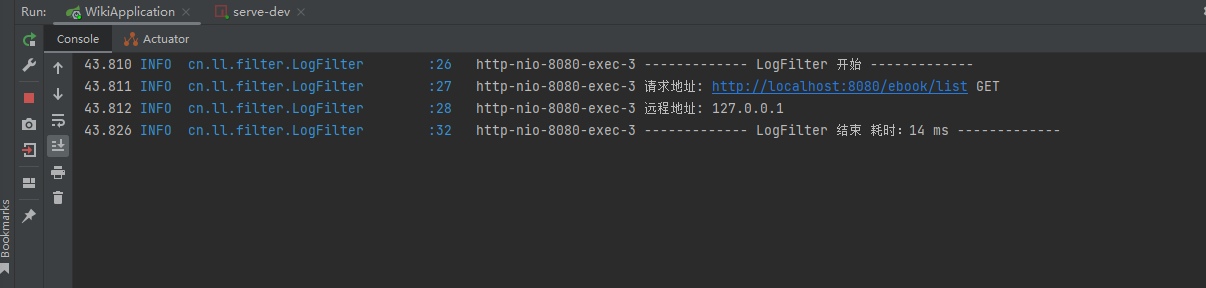 Run: WikiApplication × serve-dev ×
Console Actuator
43.810 INFO cn.ll.filter.LogFilter :26 http-nio-8080-exec-3 ------------- LogFilter 开始 -------------
43.811 INFO cn.ll.filter.LogFilter :27 http-nio-8080-exec-3 请求地址: http://localhost:8080/ebook/list GET
43.812 INFO cn.ll.filter.LogFilter :28 http-nio-8080-exec-3 远程地址: 127.0.0.1
43.826 INFO cn.ll.filter.LogFilter :32 http-nio-8080-exec-3 ------------- LogFilter 结束 耗时：14 ms -------------
Bookmarks